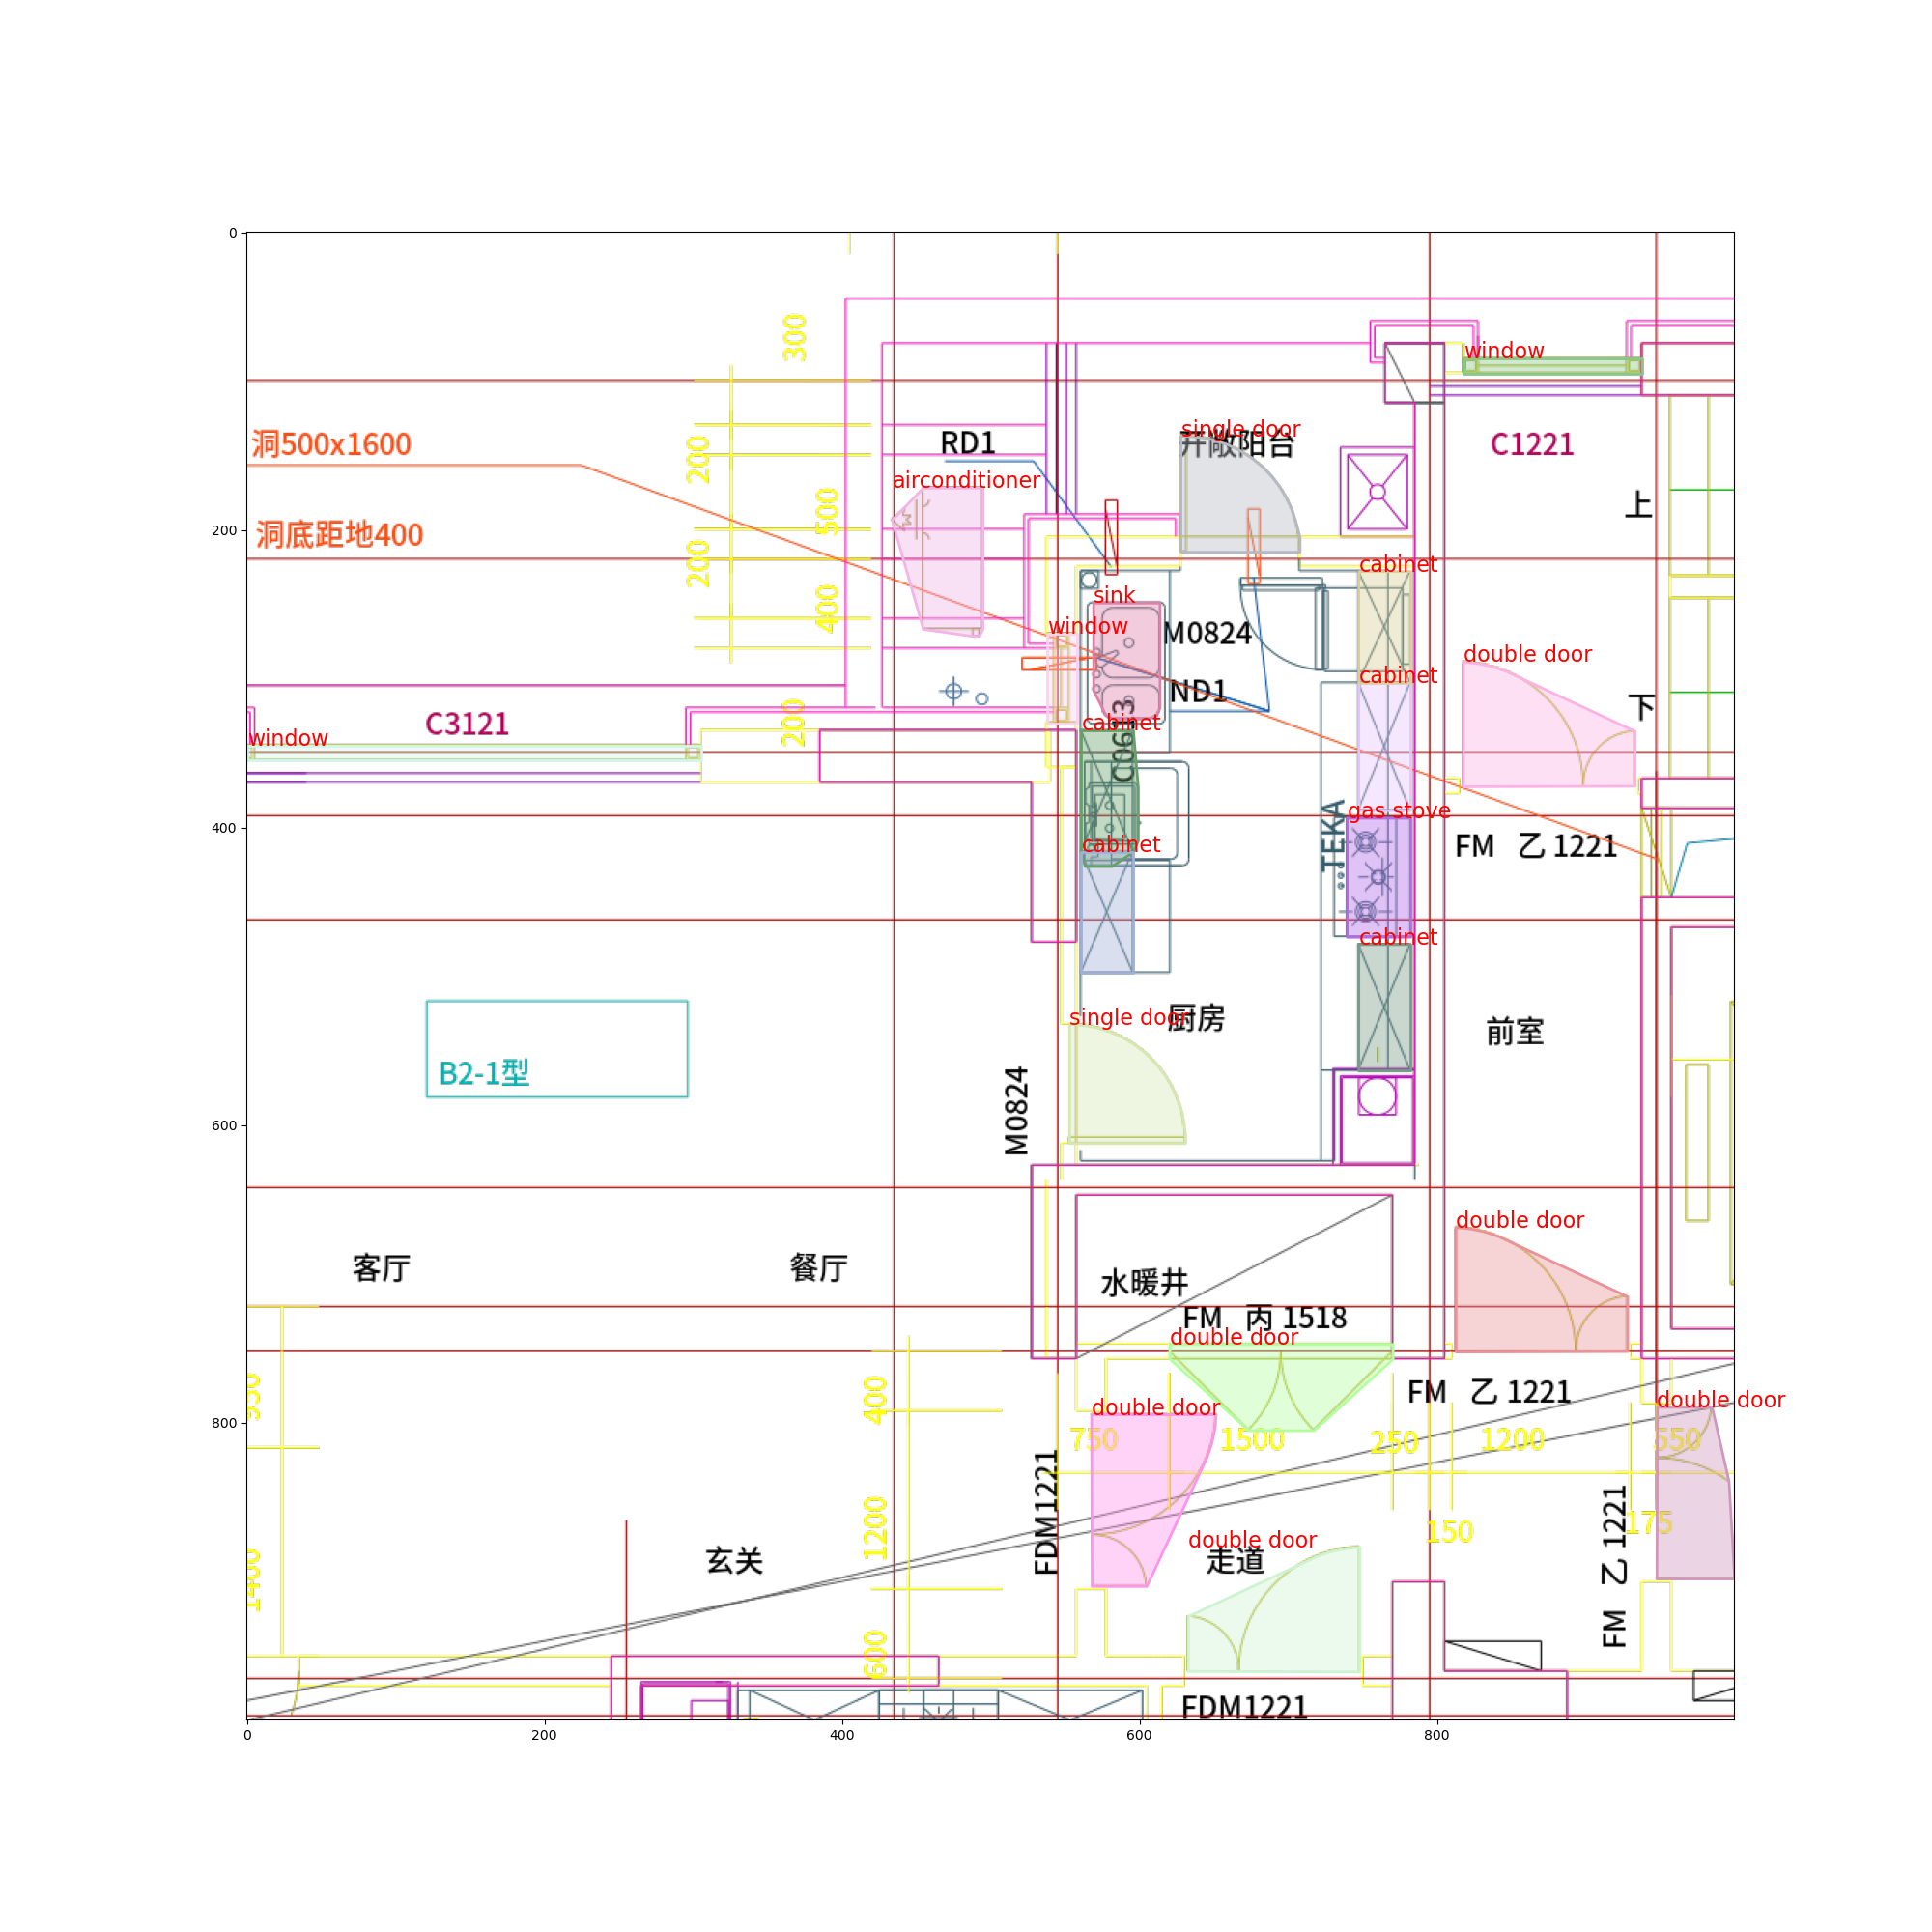 0
300
window
single door
开敞阳台
洞500x1600
200
RD1
C1221
airconditioner
500
上
200
洞底距地400
200
cabinet
400
sink
window
M0824
double door
cabinet
ND1
下
200
C3121
cabinet
C0613
window
gas stove
TEKA
400
cabinet
FM 乙 1221
cabinet
single door
厨房
前室
B2-1型
M0824
600
double door
客厅
餐厅
水暖井
FM 丙 1518
double door
400
FM 乙 1221
double door
double door
800
750
1500
250
1200
550
FDM1221
1200
150
175
double door
玄关
走道
1400
FM 乙 1221
600
FDM1221
0
200
400
600
800